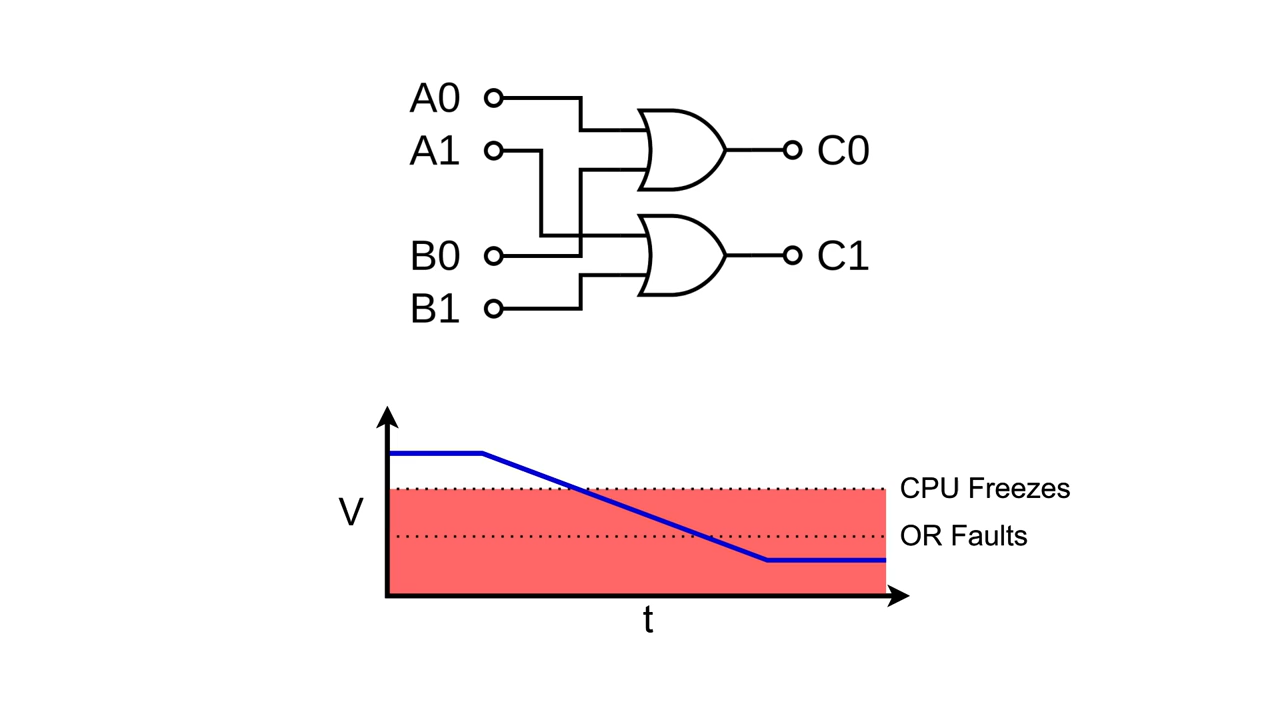 A0
A1
C0
B0
B1
C1
CPU Freezes
V
OR Faults
t